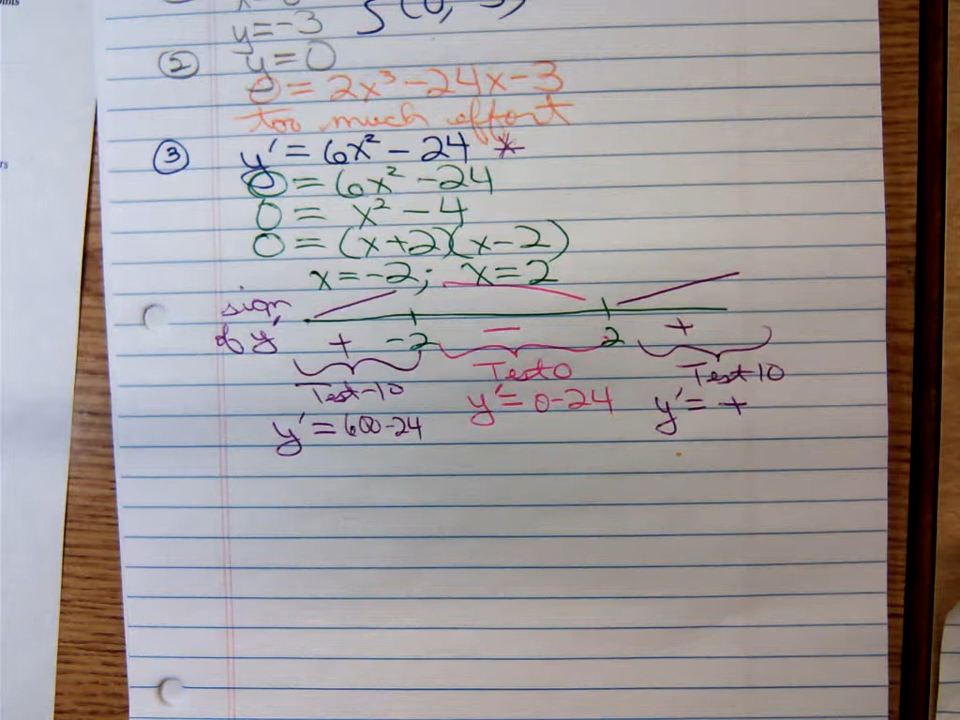 y = -3 (0, -3)
② y = 0
0 = 2x³ - 24x - 3
too much effort
③ y' = 6x² - 24 *
0 = 6x² - 24
0 = x² - 4
0 = (x+2)(x-2)
x = -2; x = 2
sign
of y' + -2 — 2 +
Test-10 Test 0 Test 10
y' = 600-24 y' = 0-24 y' = +